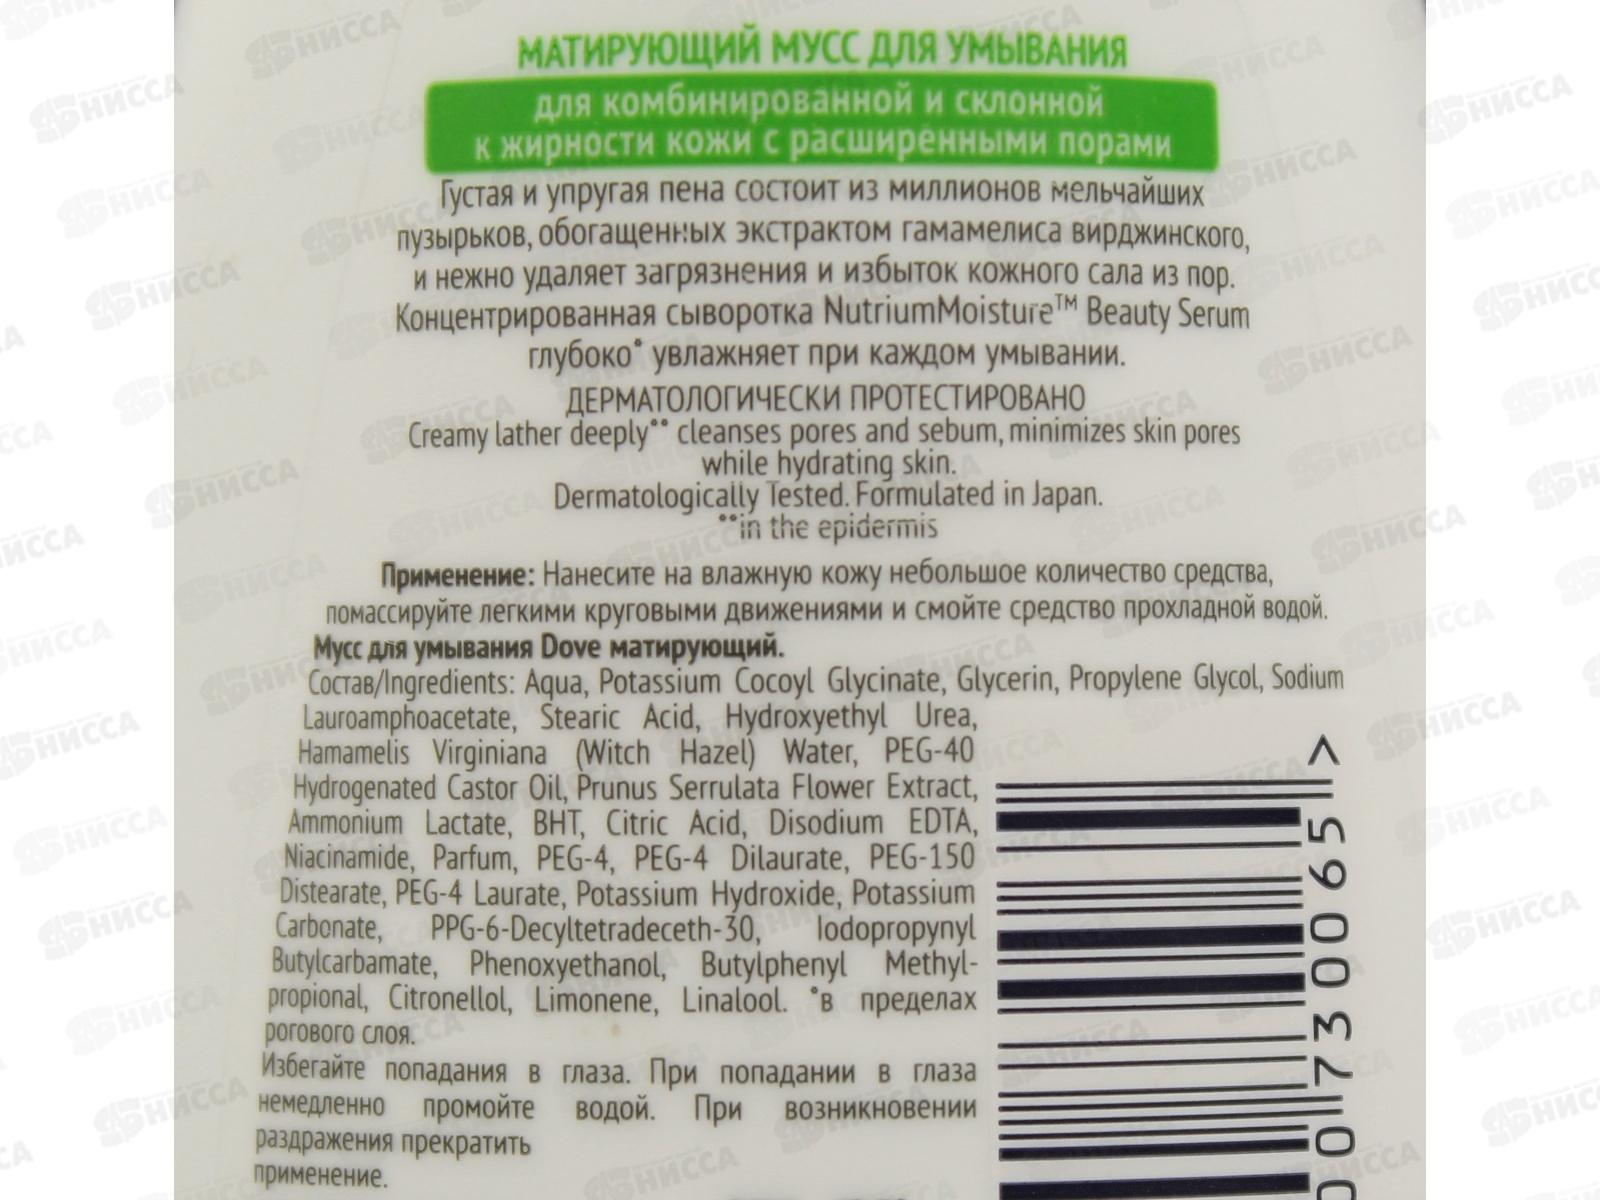 МАТИРУЮЩИЙ МУСС ДЛЯ УМЫВАНИЯ
для комбинированной и склонной
к жирности кожи с расширенными порами
Густая и упругая пена состоит из миллионов мельчайших
пузырьков, обогащенных экстрактом гамамелиса вирджинского,
и нежно удаляет загрязнения и избыток кожного сала из пор.
Концентрированная сыворотка NutriumMoisture™ Beauty Serum
глубоко* увлажняет при каждом умывании.
ДЕРМАТОЛОГИЧЕСКИ ПРОТЕСТИРОВАНО
Creamy lather deeply** cleanses pores and sebum, minimizes skin pores
while hydrating skin.
Dermatologically Tested. Formulated in Japan.
**in the epidermis
Применение: Нанесите на влажную кожу небольшое количество средства,
помассируйте легкими круговыми движениями и смойте средство прохладной водой.
Мусс для умывания Dove матирующий.
Состав/Ingredients: Aqua, Potassium Cocoyl Glycinate, Glycerin, Propylene Glycol, Sodium
Lauroamphoacetate, Stearic Acid, Hydroxyethyl Urea,
Hamamelis Virginiana (Witch Hazel) Water, PEG-40
Hydrogenated Castor Oil, Prunus Serrulata Flower Extract,
Ammonium Lactate, BHT, Citric Acid, Disodium EDTA,
Niacinamide, Parfum, PEG-4, PEG-4 Dilaurate, PEG-150
Distearate, PEG-4 Laurate, Potassium Hydroxide, Potassium
Carbonate, PPG-6-Decyltetradeceth-30, Iodopropynyl
Butylcarbamate, Phenoxyethanol, Butylphenyl Methyl-
propional, Citronellol, Limonene, Linalool. *в пределах
рогового слоя.
Избегайте попадания в глаза. При попадании в глаза
немедленно промойте водой. При возникновении
раздражения прекратить
применение.
00730065>
НИССА